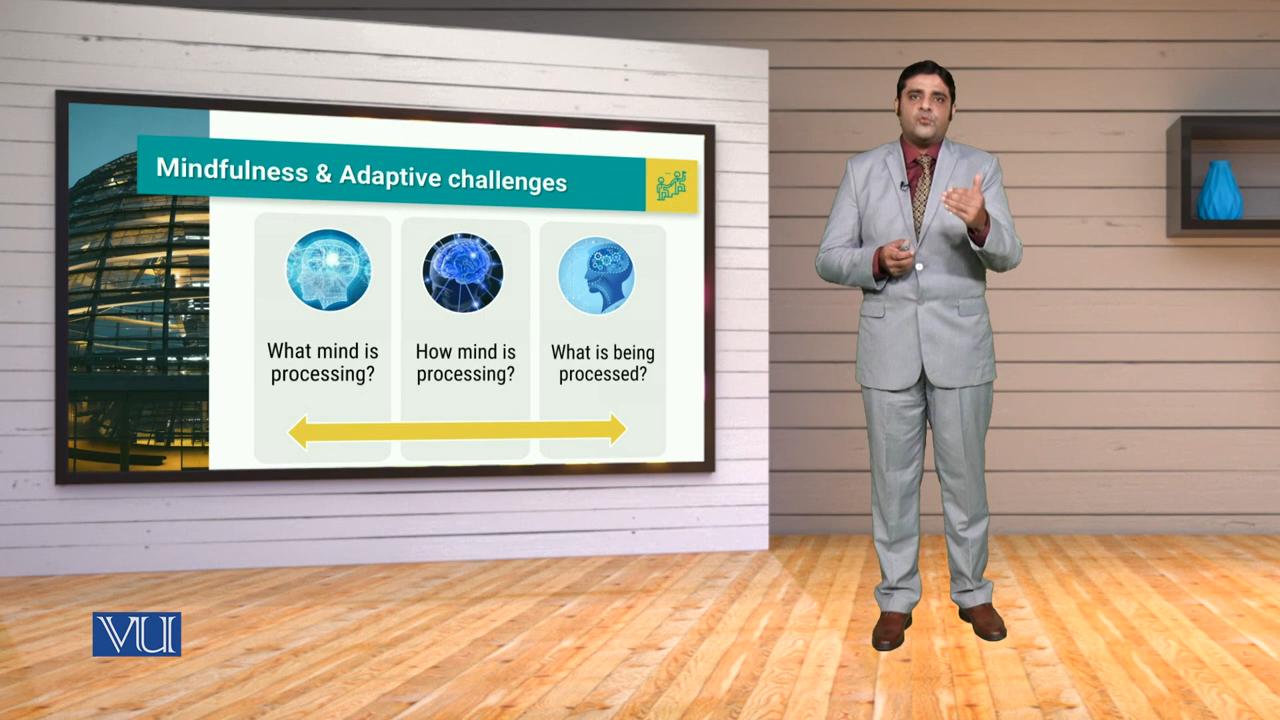 Mindfulness & Adaptive challenges
What mind is
processing?
How mind is
processing?
What is being
processed?
VU